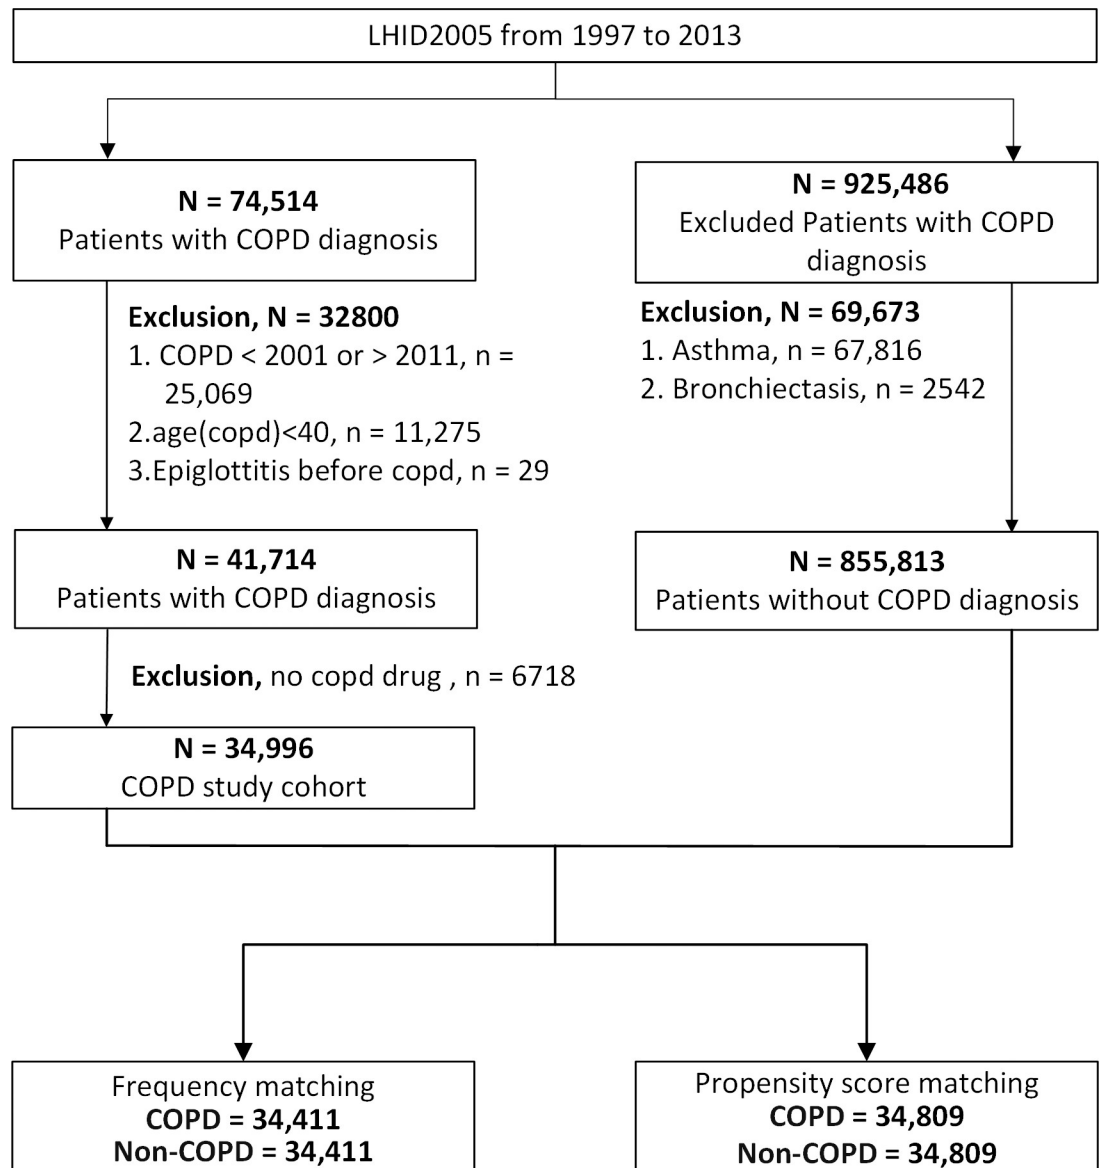 LHID2005 from 1997 to 2013
N = 74,514
Patients with COPD diagnosis
N = 925,486
Excluded Patients with COPD
diagnosis
Exclusion, N = 32800
1. COPD < 2001 or > 2011, n =
25,069
2.age(copd)<40, n = 11,275
3.Epiglottitis before copd, n = 29
Exclusion, N = 69,673
1. Asthma, n = 67,816
2. Bronchiectasis, n = 2542
N = 41,714
Patients with COPD diagnosis
N = 855,813
Patients without COPD diagnosis
Exclusion, no copd drug , n = 6718
N = 34,996
COPD study cohort
Frequency matching
COPD = 34,411
Non-COPD = 34,411
Propensity score matching
COPD = 34,809
Non-COPD = 34,809